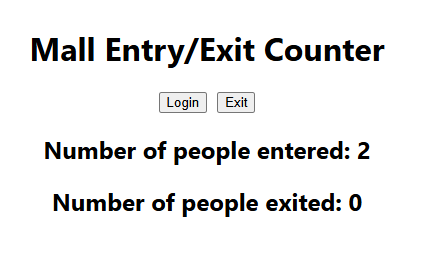 Mall Entry/Exit Counter
Login Exit
Number of people entered: 2
Number of people exited: 0